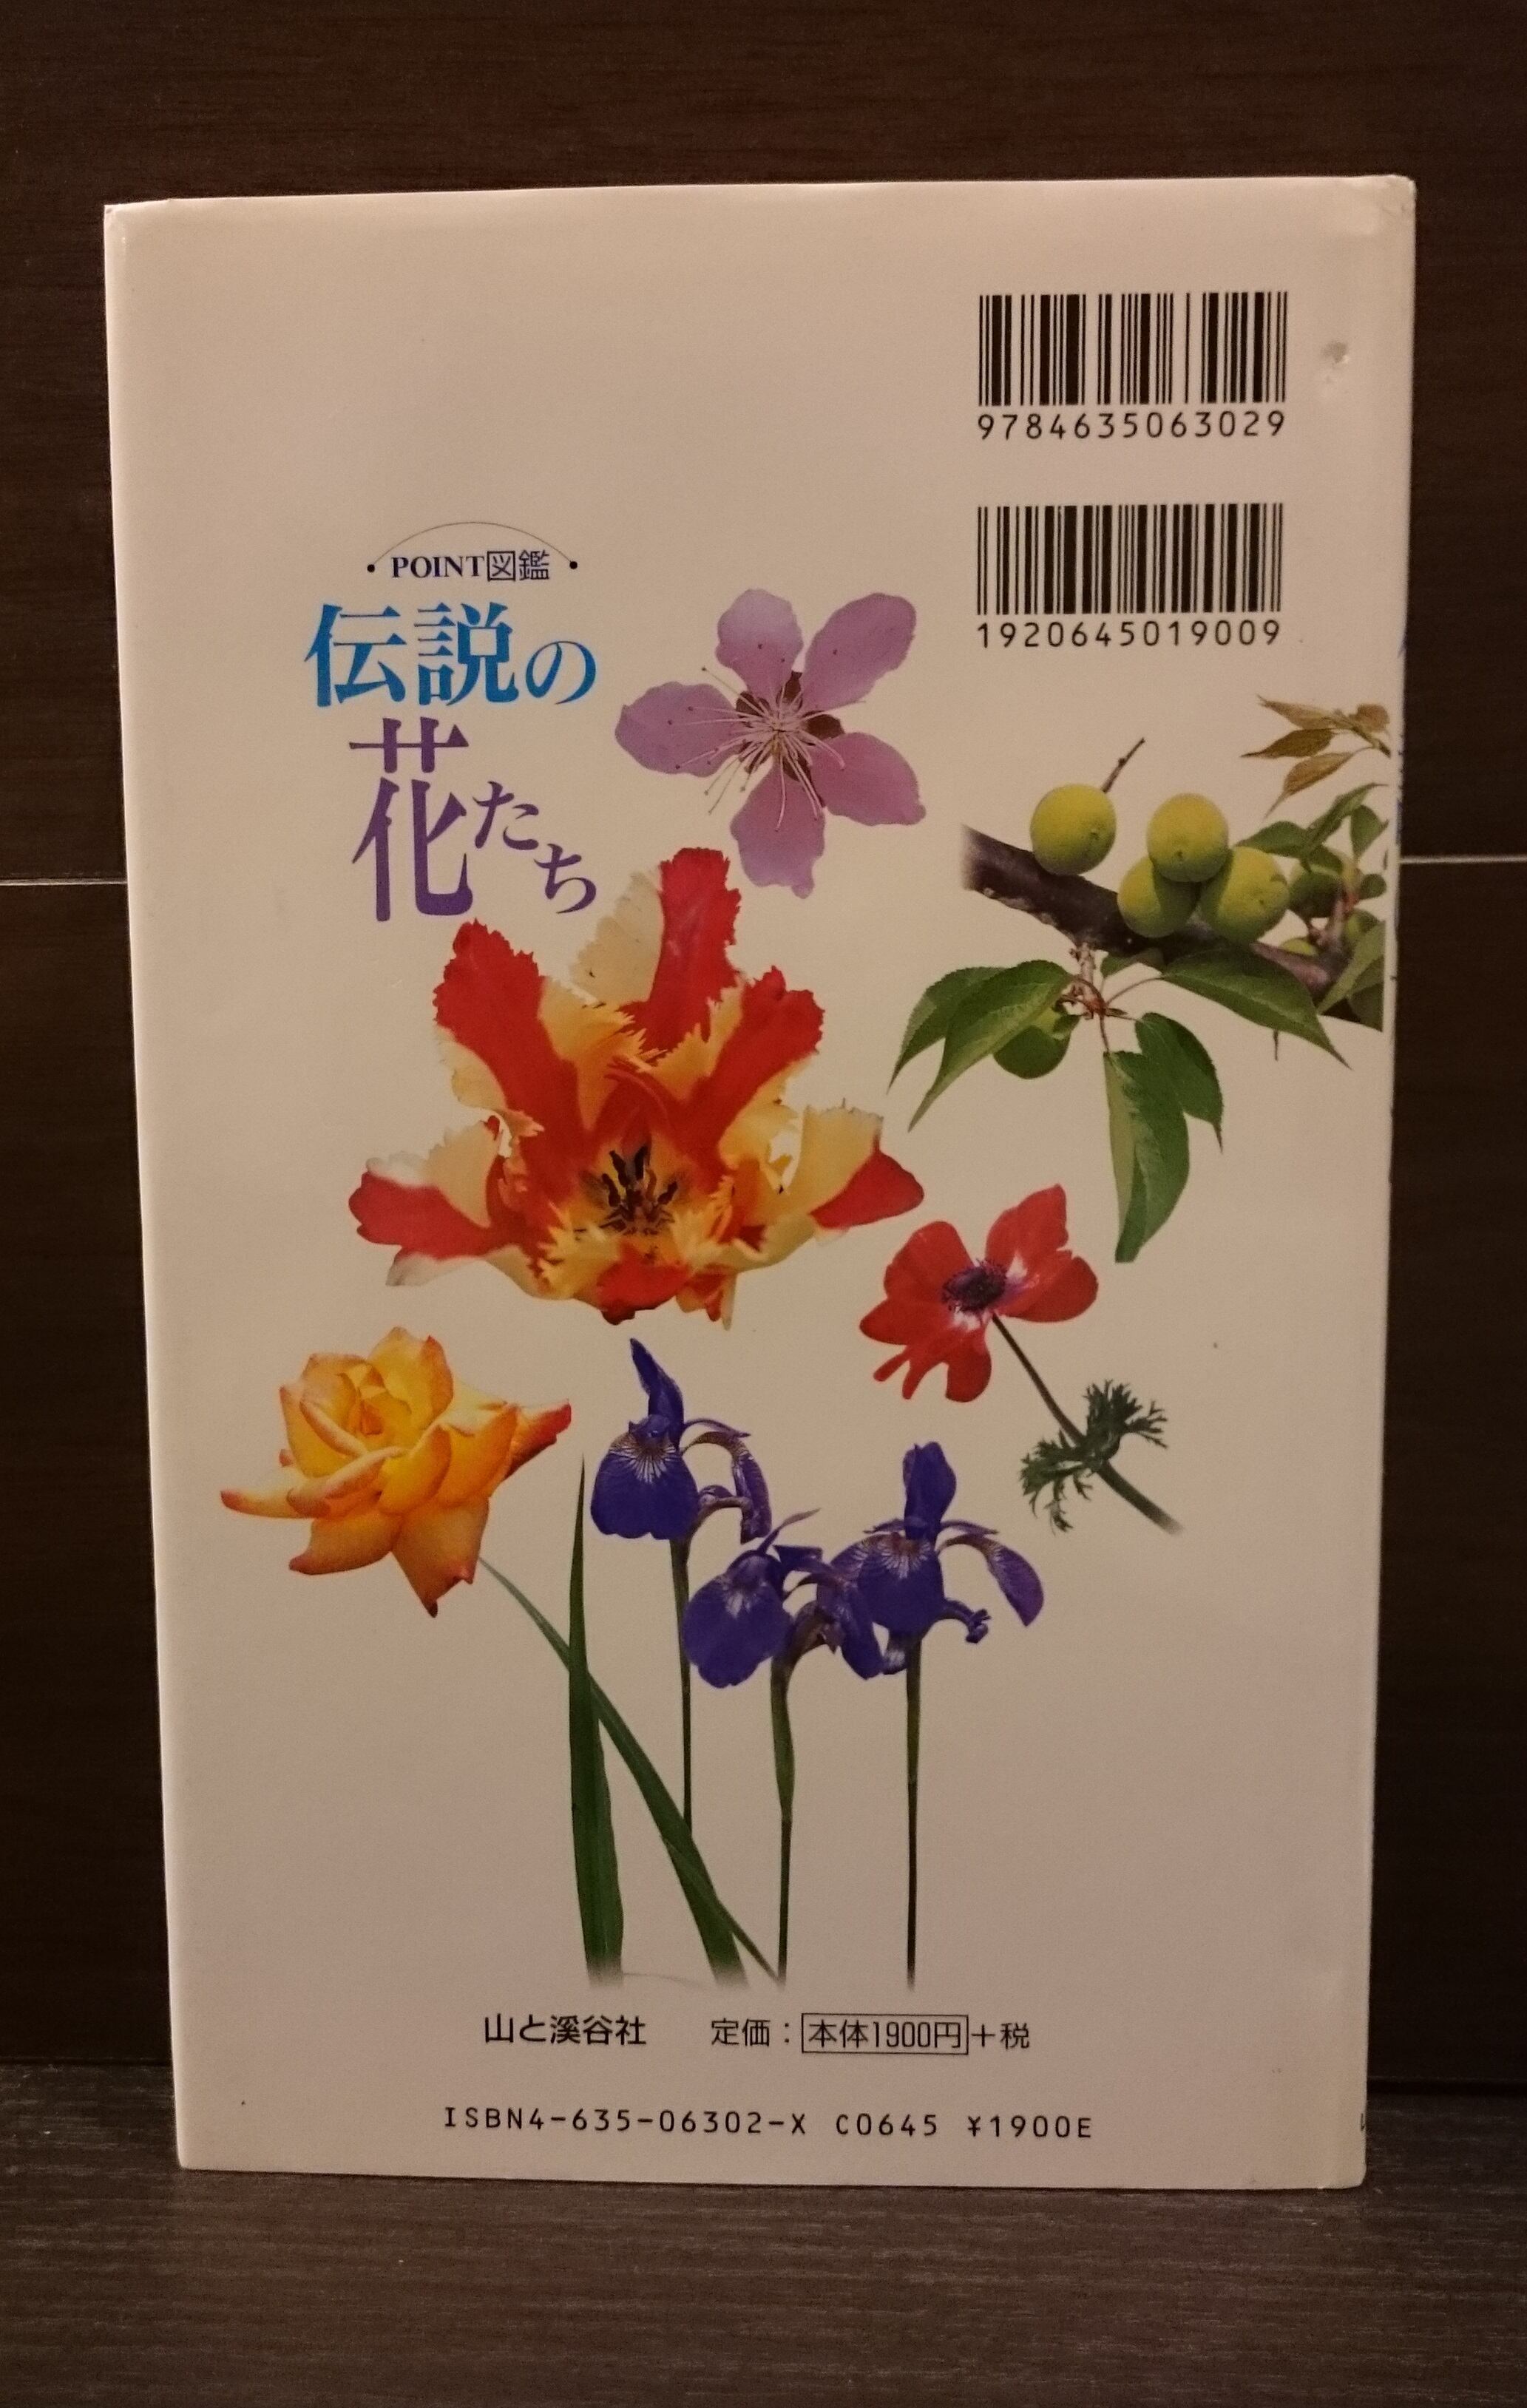 9784635063029
1920645019009
POINT図鑑
伝説の
花たち
山と溪谷社 定価：本体1900円＋税
ISBN4-635-06302-X C0645 ¥1900E